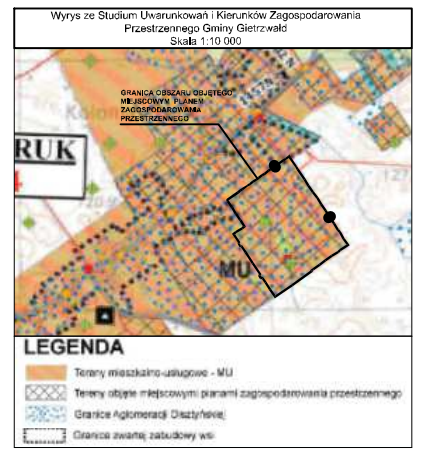 Wyrys ze Studium Uwarunkowań i Kierunków Zagospodarowania
Przestrzennego Gminy Gietrzwałd
Skala 1:10 000
GRANICA OBSZARU OBJĘTEGO
MIEJSCOWYM PLANEM
ZAGOSPODAROWANIA
PRZESTRZENNEGO
RUK
127
MU
LEGENDA
Tereny mieszkalno-usługowe - MU
Tereny objęte miejscowymi planami zagospodarowania przestrzennego
Granice Aglomeracji Olsztyńskiej
Granica zwartej zabudowy wsi